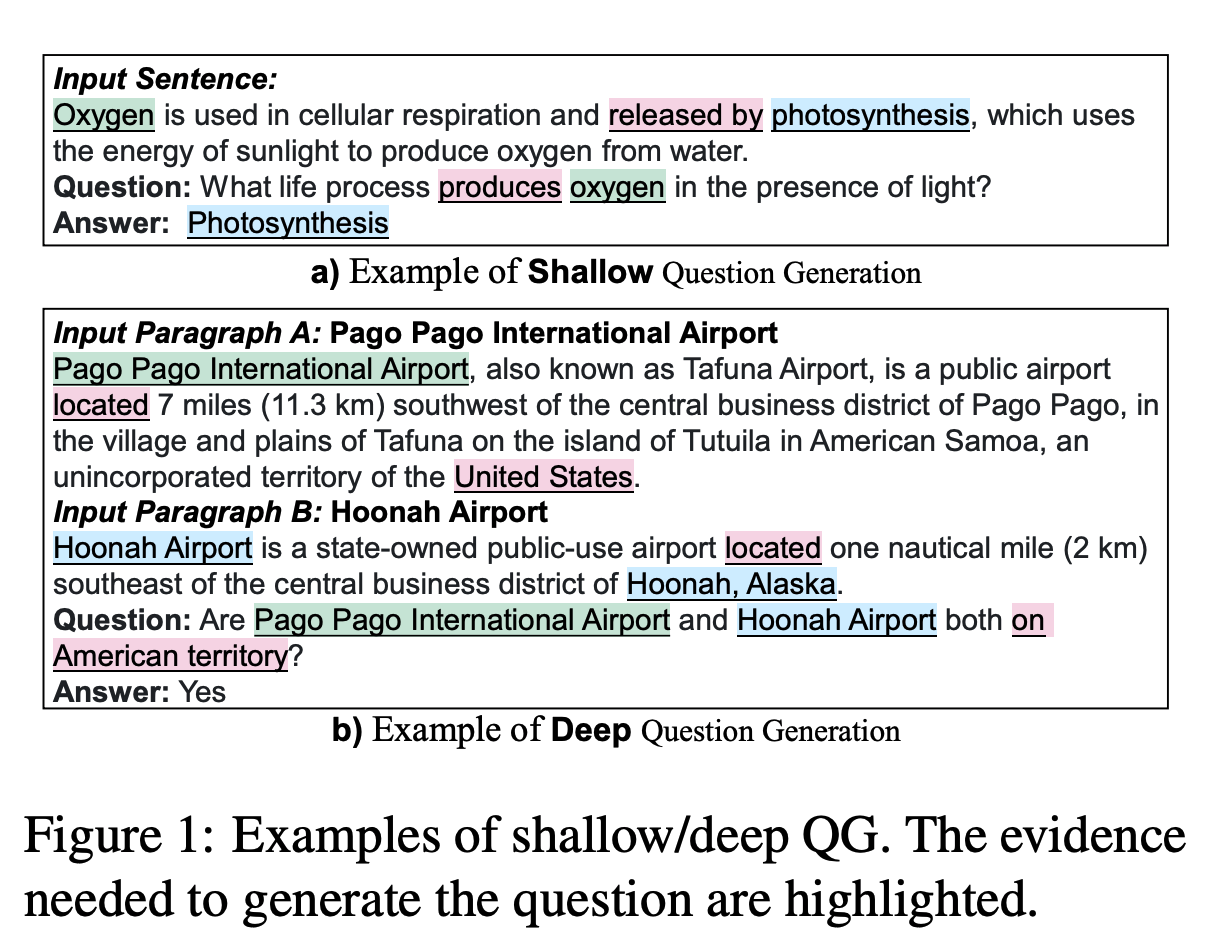 Input Sentence:
Oxygen is used in cellular respiration and released by photosynthesis, which uses
the energy of sunlight to produce oxygen from water.
Question: What life process produces oxygen in the presence of light?
Answer: Photosynthesis
a) Example of Shallow Question Generation
Input Paragraph A: Pago Pago International Airport
Pago Pago International Airport, also known as Tafuna Airport, is a public airport
located 7 miles (11.3 km) southwest of the central business district of Pago Pago, in
the village and plains of Tafuna on the island of Tutuila in American Samoa, an
unincorporated territory of the United States.
Input Paragraph B: Hoonah Airport
Hoonah Airport is a state-owned public-use airport located one nautical mile (2 km)
southeast of the central business district of Hoonah, Alaska.
Question: Are Pago Pago International Airport and Hoonah Airport both on
American territory?
Answer: Yes
b) Example of Deep Question Generation
Figure 1: Examples of shallow/deep QG. The evidence
needed to generate the question are highlighted.